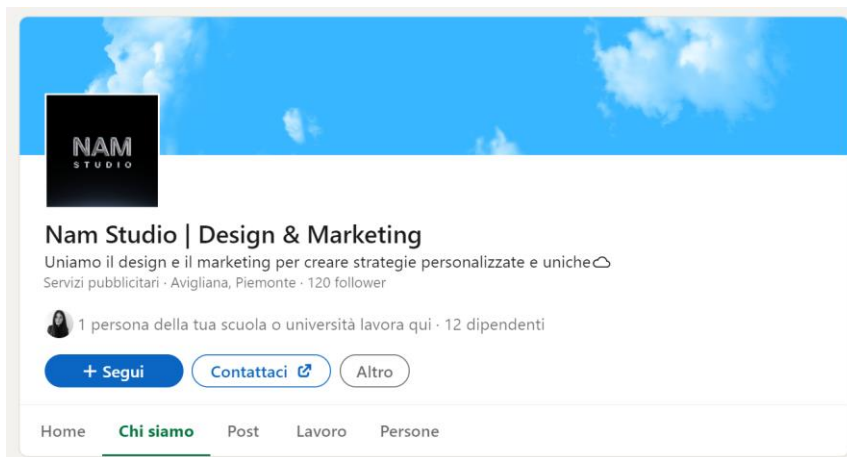 NAM
STUDIO
Nam Studio | Design & Marketing
Uniamo il design e il marketing per creare strategie personalizzate e uniche
Servizi pubblicitari · Avigliana, Piemonte · 120 follower
1 persona della tua scuola o università lavora qui · 12 dipendenti
+ Segui Contattaci Altro
Home Chi siamo Post Lavoro Persone